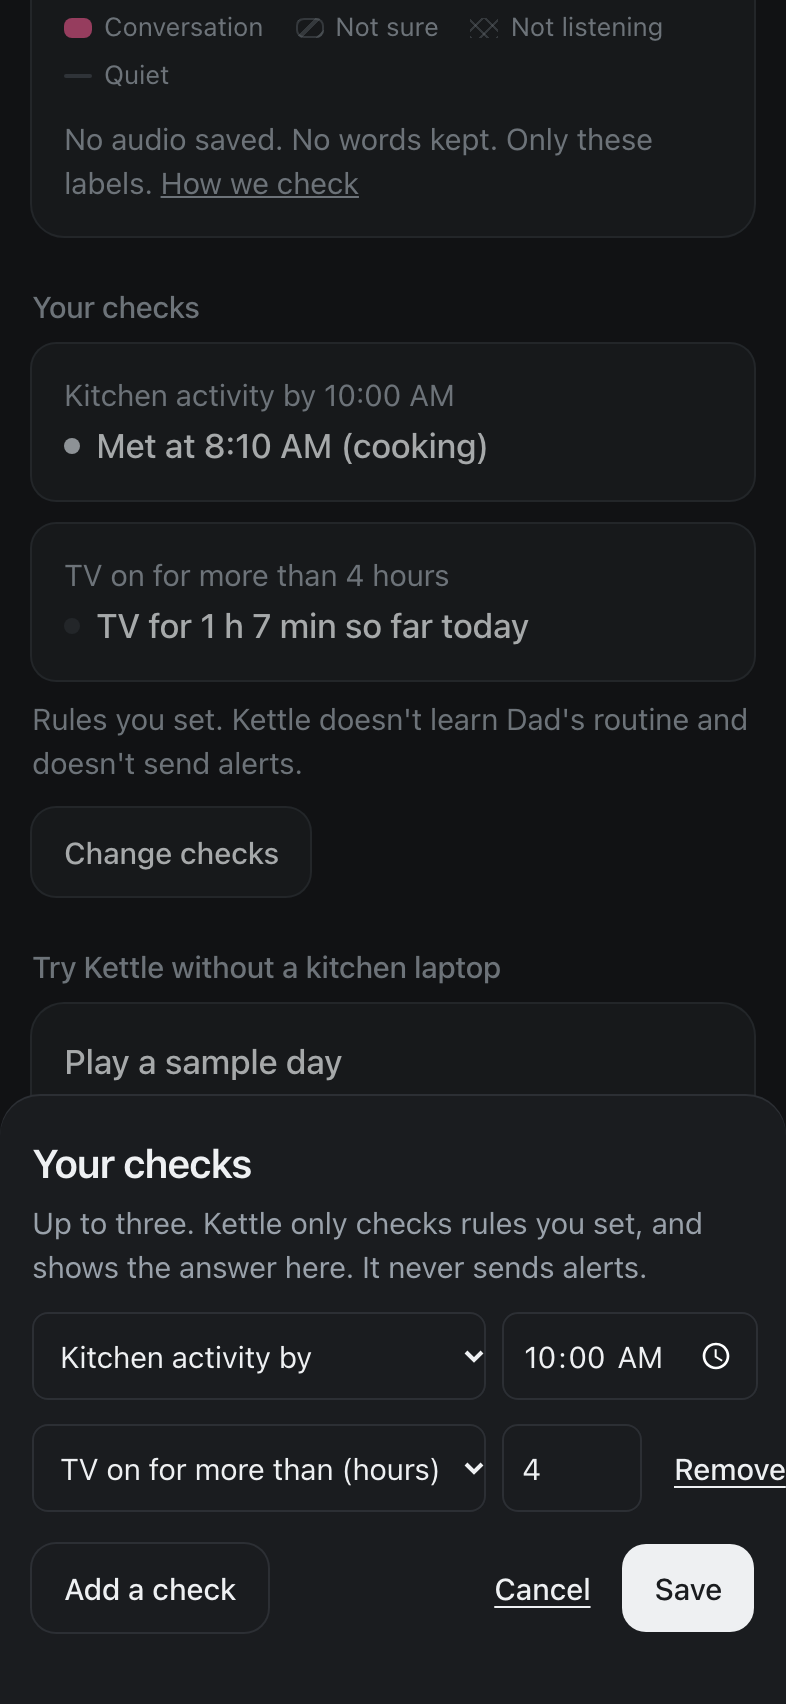 Conversation Not sure Not listening
Quiet
No audio saved. No words kept. Only these
labels. How we check
Your checks
Kitchen activity by 10:00 AM
Met at 8:10 AM (cooking)
TV on for more than 4 hours
TV for 1 h 7 min so far today
Rules you set. Kettle doesn't learn Dad's routine and
doesn't send alerts.
Change checks
Try Kettle without a kitchen laptop
Play a sample day
Your checks
Up to three. Kettle only checks rules you set, and
shows the answer here. It never sends alerts.
Kitchen activity by 10:00 AM
TV on for more than (hours) 4 Remove
Add a check Cancel Save